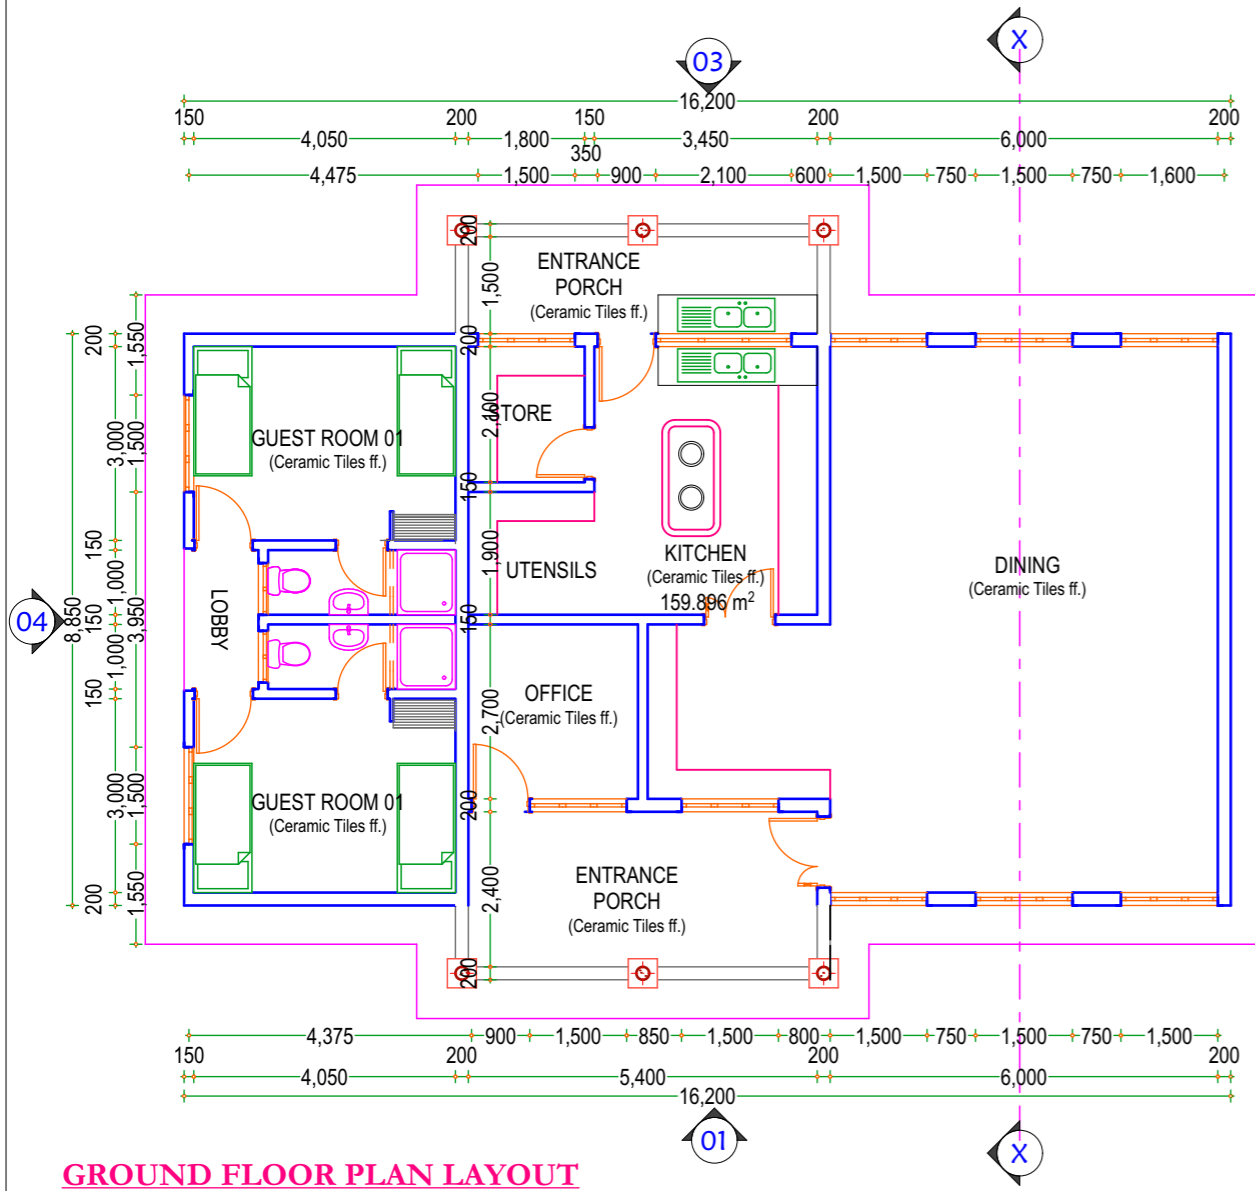 X
03
16,200
150 200 150 200 200
4,050 1,800 3,450 6,000
350
4,475 1,500 900 2,100 600 1,500 750 1,500 750 1,600
200
ENTRANCE
PORCH
(Ceramic Tiles ff.)
1,500
200
200
1,550
200
3,000
1,500
2,100
STORE
GUEST ROOM 01
(Ceramic Tiles ff.)
150
150
1,000
1,900
UTENSILS
KITCHEN
(Ceramic Tiles ff.)
159.896 m²
DINING
(Ceramic Tiles ff.)
LOBBY
04
8,850
150
3,950
150
1,000
150
OFFICE
(Ceramic Tiles ff.)
2,700
3,000
1,500
GUEST ROOM 01
(Ceramic Tiles ff.)
200
200
1,550
2,400
ENTRANCE
PORCH
(Ceramic Tiles ff.)
200
4,375 900 1,500 850 1,500 800 1,500 750 1,500 750 1,500
150 200 200 200
4,050 5,400 6,000
16,200
01
X
GROUND FLOOR PLAN LAYOUT